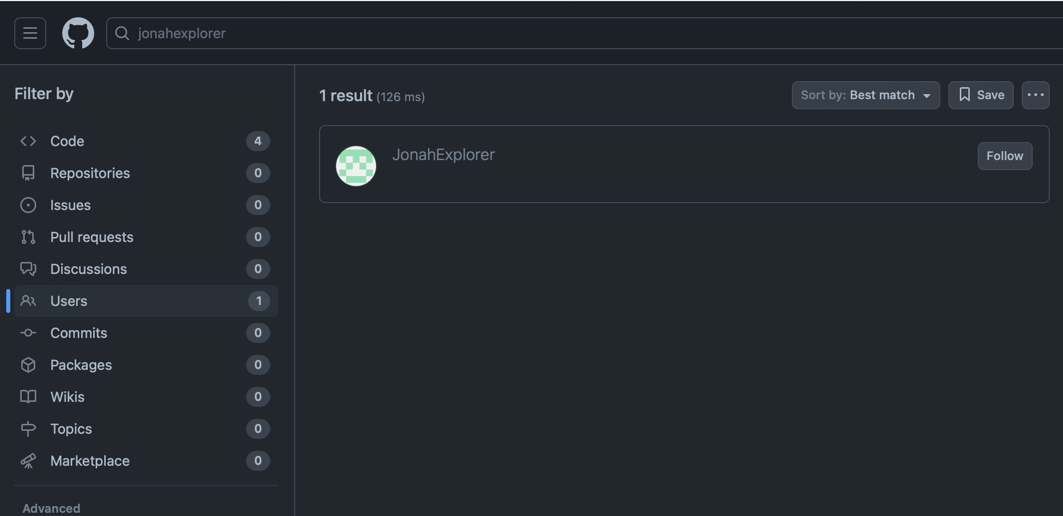 jonahexplorer
Filter by
Code 4
Repositories 0
Issues 0
Pull requests 0
Discussions 0
Users 1
Commits 0
Packages 0
Wikis 0
Topics 0
Marketplace 0
Advanced
1 result (126 ms)
Sort by: Best match
Save
JonahExplorer
Follow